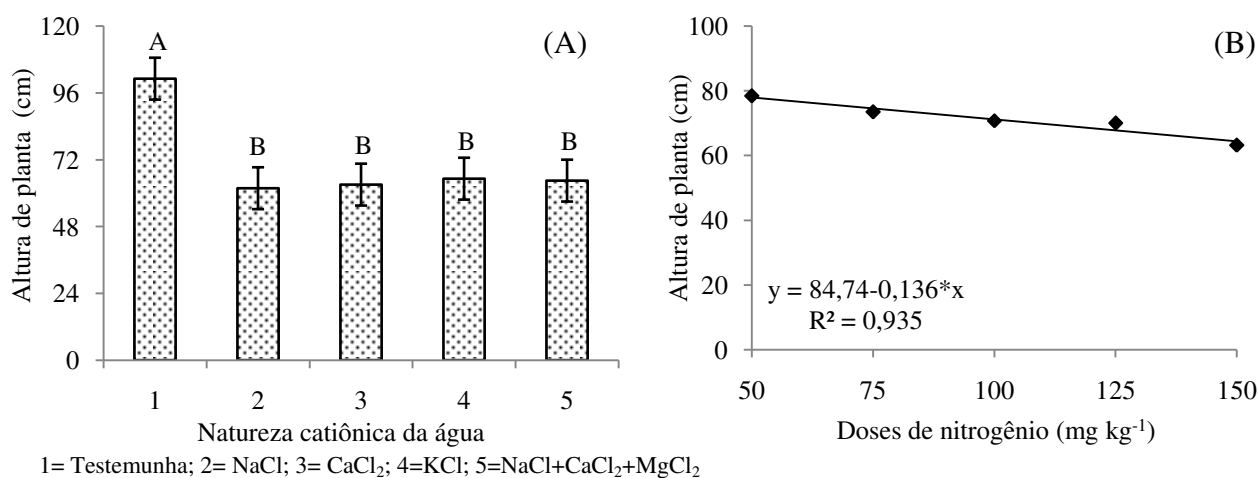 120
96
72
48
24
0
Altura de planta (cm)
A
B
B
B
B
(A)
1 2 3 4 5
Natureza catiônica da água
1= Testemunha; 2= NaCl; 3= CaCl₂; 4=KCl; 5=NaCl+CaCl₂+MgCl₂
100
80
60
40
20
0
Altura de planta (cm)
(B)
y = 84,74-0,136*x
R² = 0,935
50 75 100 125 150
Doses de nitrogênio (mg kg⁻¹)